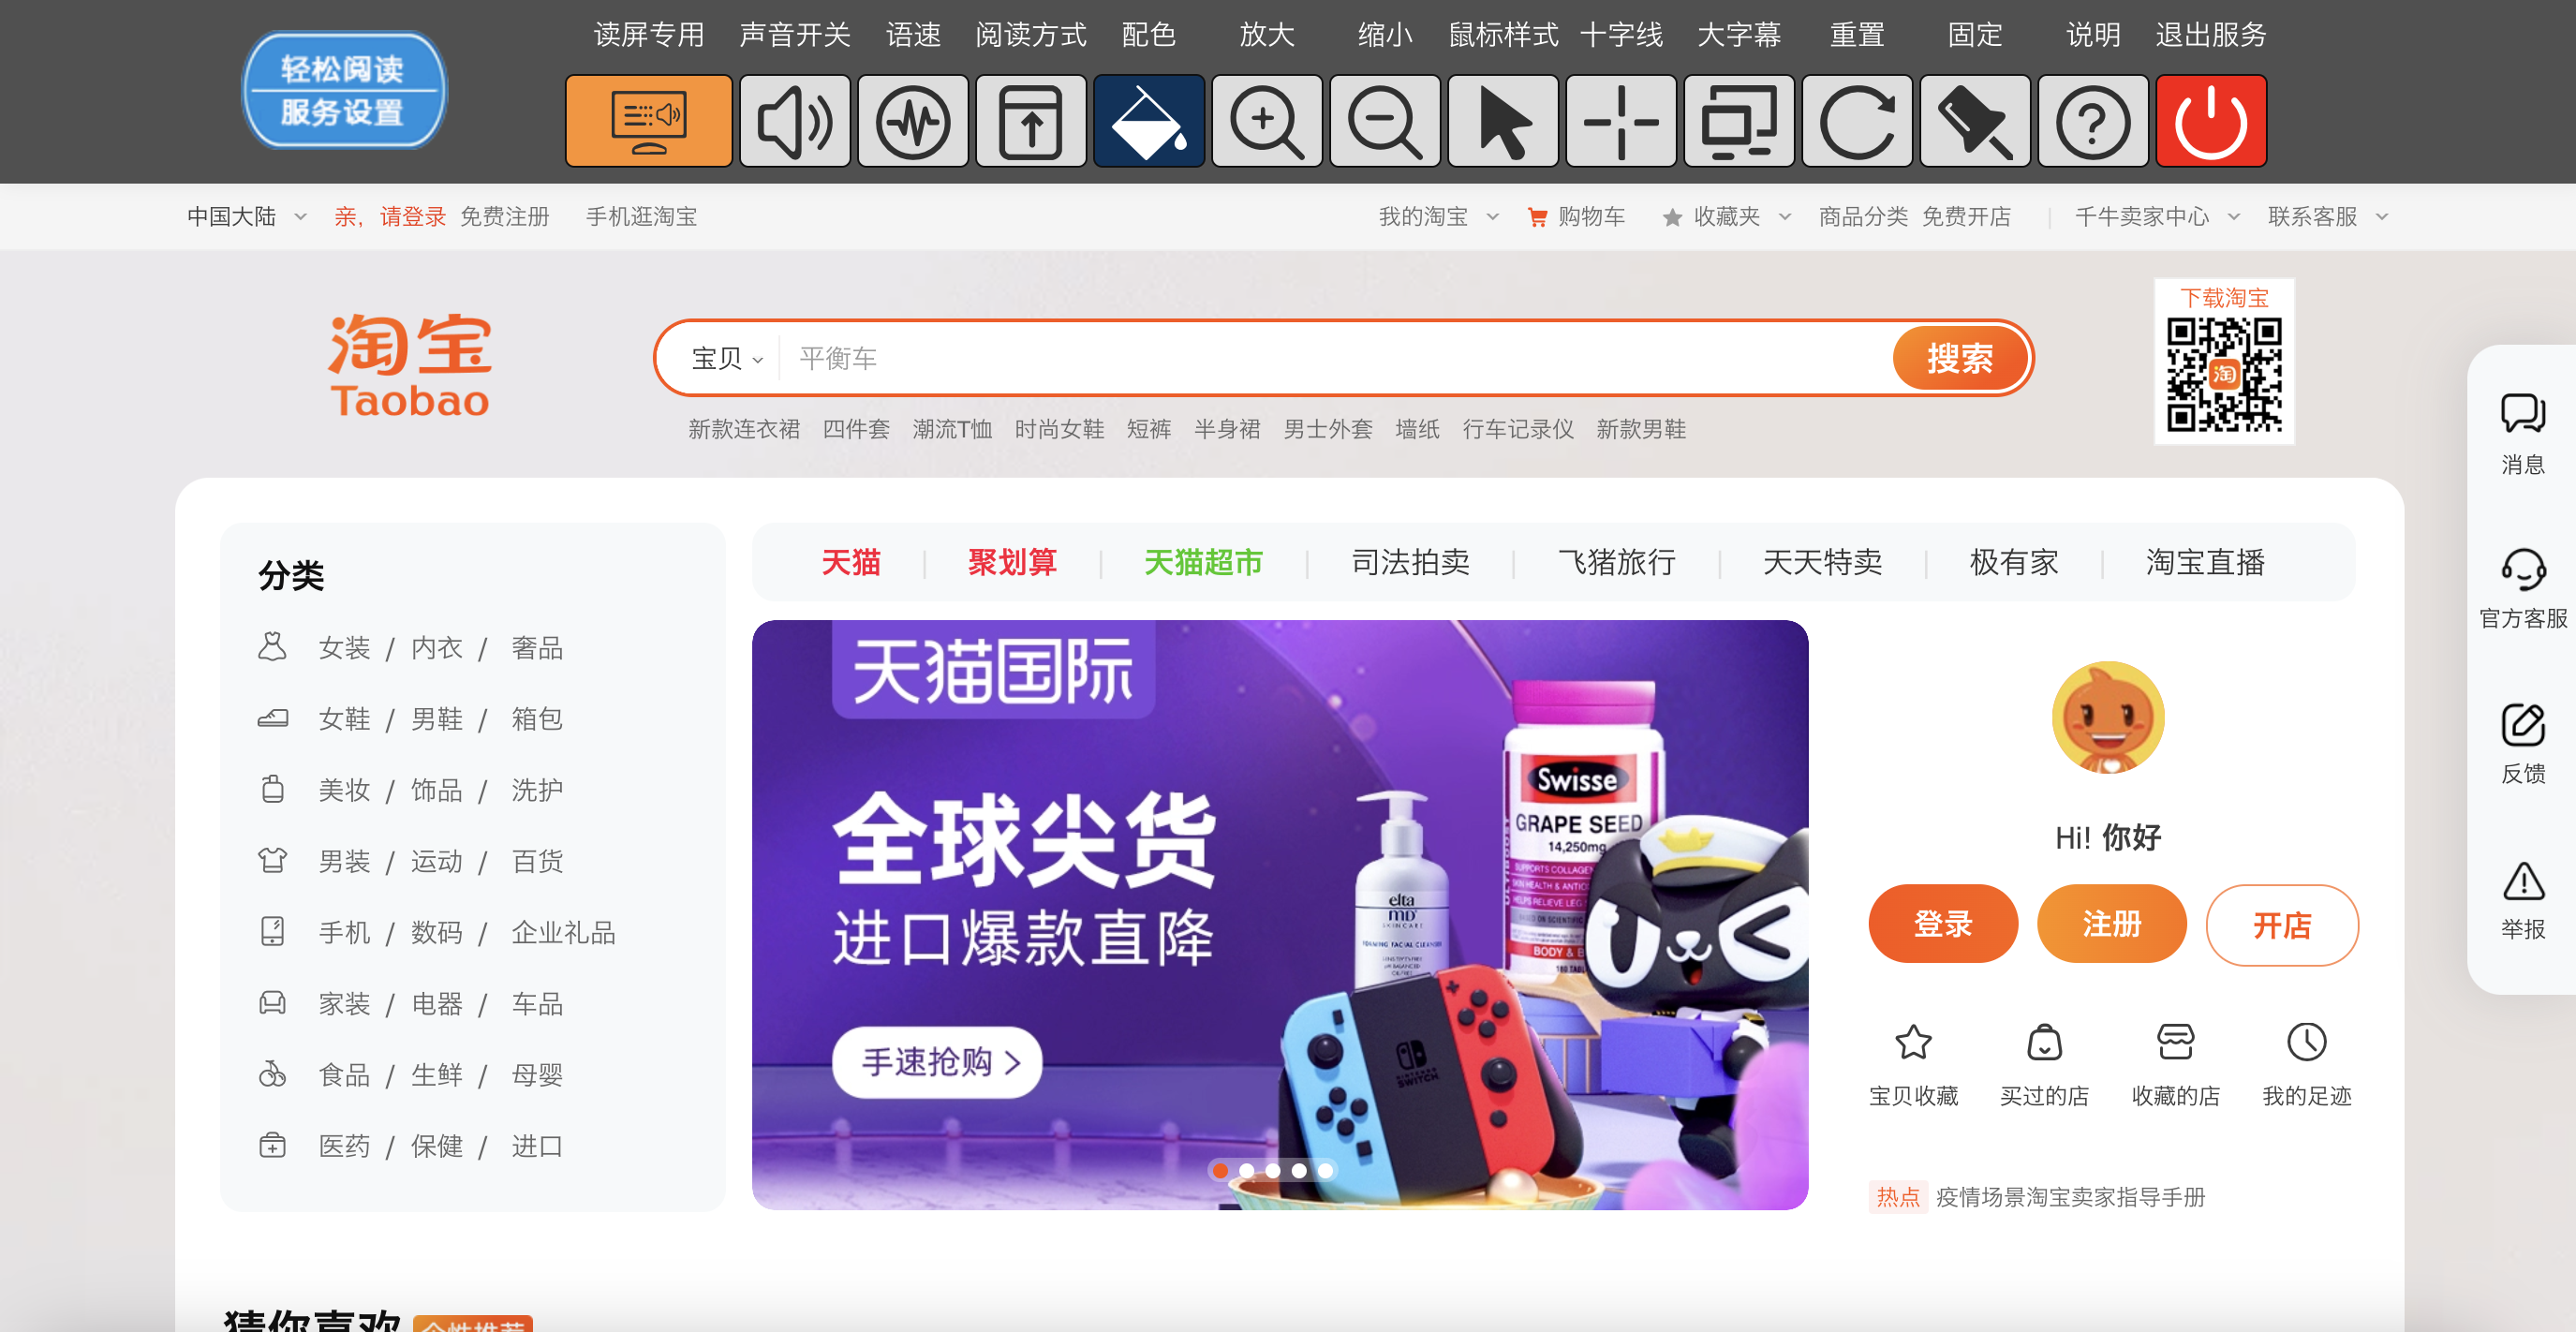 读屏专用 声音开关 语速 阅读方式 配色 放大 缩小 鼠标样式 十字线 大字幕 重置 固定 说明 退出服务
轻松阅读
服务设置
中国大陆 亲，请登录 免费注册 手机逛淘宝 我的淘宝 购物车 收藏夹 商品分类 免费开店 千牛卖家中心 联系客服
下载淘宝
淘宝
Taobao
宝贝 平衡车 搜索
淘
新款连衣裙 四件套 潮流T恤 时尚女鞋 短裤 半身裙 男士外套 墙纸 行车记录仪 新款男鞋
消息
官方客服
反馈
举报
天猫 聚划算 天猫超市 司法拍卖 飞猪旅行 天天特卖 极有家 淘宝直播
分类
女装 / 内衣 / 奢品
女鞋 / 男鞋 / 箱包
美妆 / 饰品 / 洗护
男装 / 运动 / 百货
手机 / 数码 / 企业礼品
家装 / 电器 / 车品
食品 / 生鲜 / 母婴
医药 / 保健 / 进口
天猫国际
全球尖货
进口爆款直降
手速抢购 >
Swisse
GRAPE SEED
14,250mg
elta
MD
SKINCARE
FOAMING FACIAL CLEANSER
BODY &
NINTENDO
SWITCH
Hi! 你好
登录 注册 开店
宝贝收藏 买过的店 收藏的店 我的足迹
热点 疫情场景淘宝卖家指导手册
猜你喜欢 个性推荐